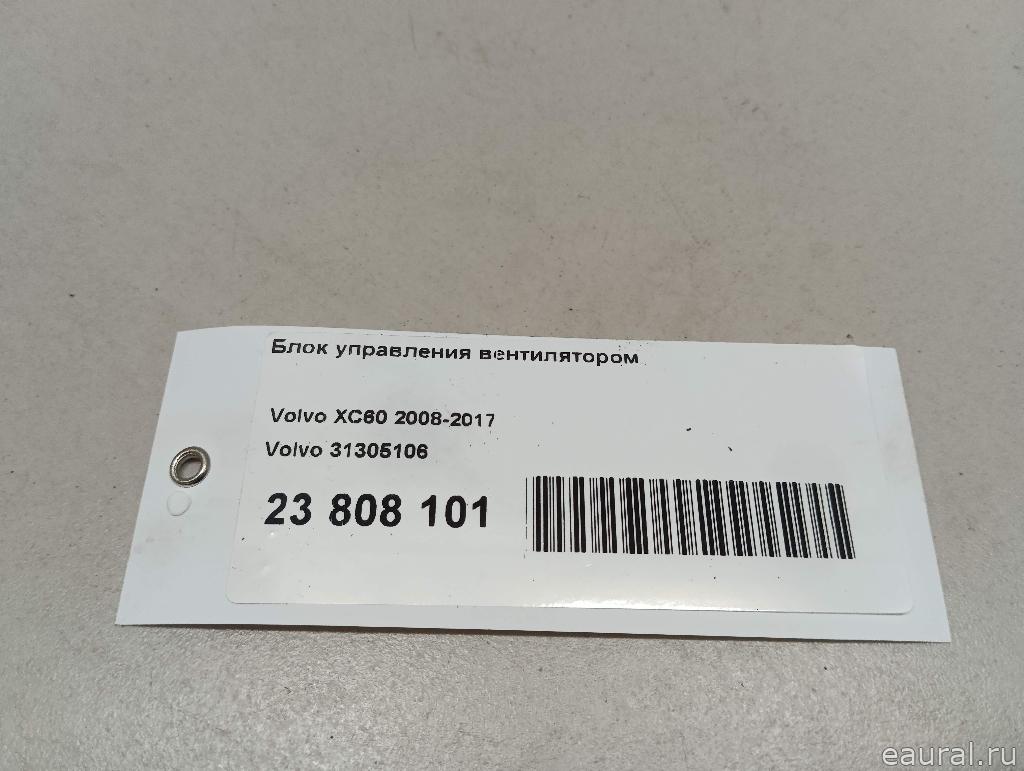 Блок управления вентилятором
Volvo XC60 2008-2017
Volvo 31305106
23 808 101
eaural.ru